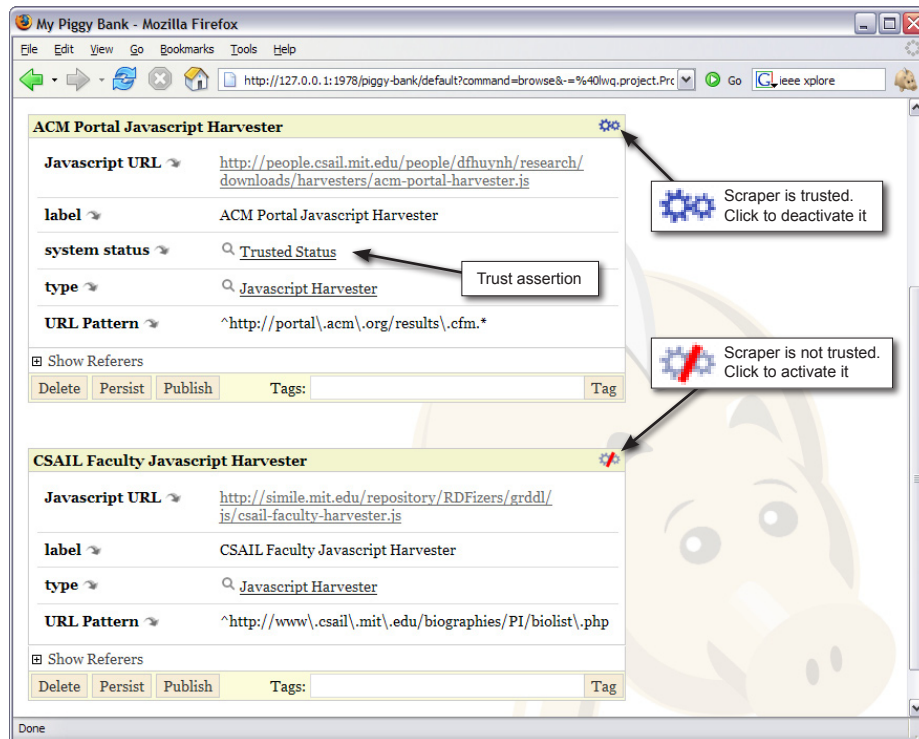 My Piggy Bank - Mozilla Firefox
File Edit View Go Bookmarks Tools Help
http://127.0.0.1:1978/piggy-bank/default?command=browse&-=%40lwq.project.Prc Go G ieee xplore
ACM Portal Javascript Harvester
Javascript URL http://people.csail.mit.edu/people/dfhuynh/research/
downloads/harvesters/acm-portal-harvester.js
Scraper is trusted.
Click to deactivate it
label ACM Portal Javascript Harvester
system status Trusted Status
Trust assertion
type Javascript Harvester
URL Pattern ^http://portal\.acm\.org/results\.cfm.*
Show Referers
Scraper is not trusted.
Click to activate it
Delete Persist Publish Tags: Tag
CSAIL Faculty Javascript Harvester
Javascript URL http://simile.mit.edu/repository/RDFizers/grddl/
js/csail-faculty-harvester.js
label CSAIL Faculty Javascript Harvester
type Javascript Harvester
URL Pattern ^http://www\.csail\.mit\.edu/biographies/PI/biolist\.php
Show Referers
Delete Persist Publish Tags: Tag
Done